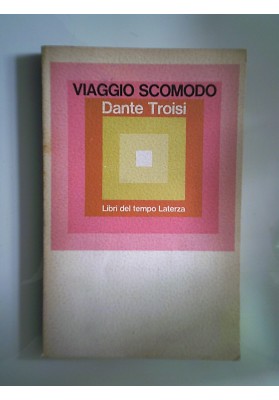 VIAGGIO SCOMODO
Dante Troisi
Libri del tempo Laterza